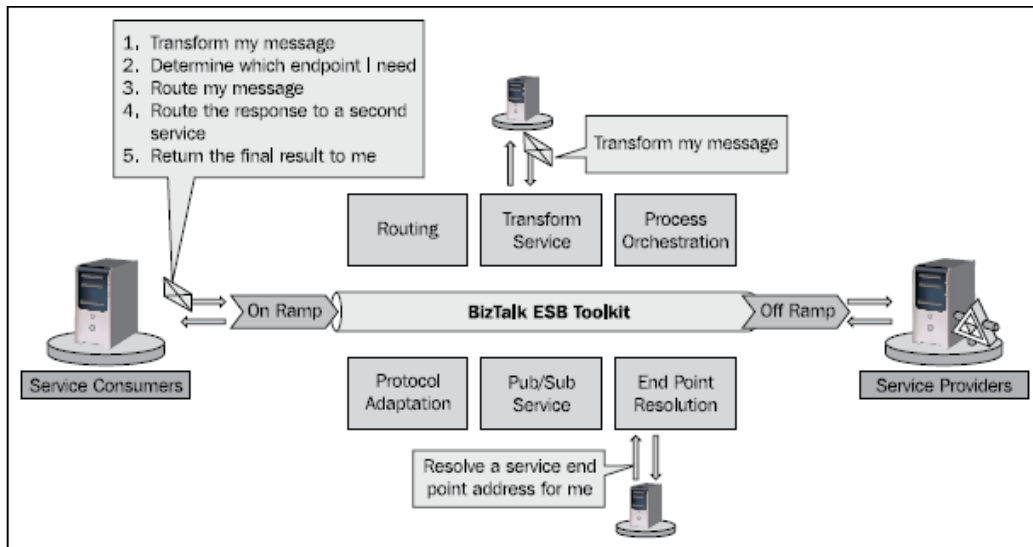 1. Transform my message
2. Determine which endpoint I need
3. Route my message
4. Route the response to a second
service
5. Return the final result to me
Transform my message
Routing
Transform
Service
Process
Orchestration
On Ramp
BizTalk ESB Toolkit
Off Ramp
Service Consumers
Service Providers
Protocol
Adaptation
Pub/Sub
Service
End Point
Resolution
Resolve a service end
point address for me